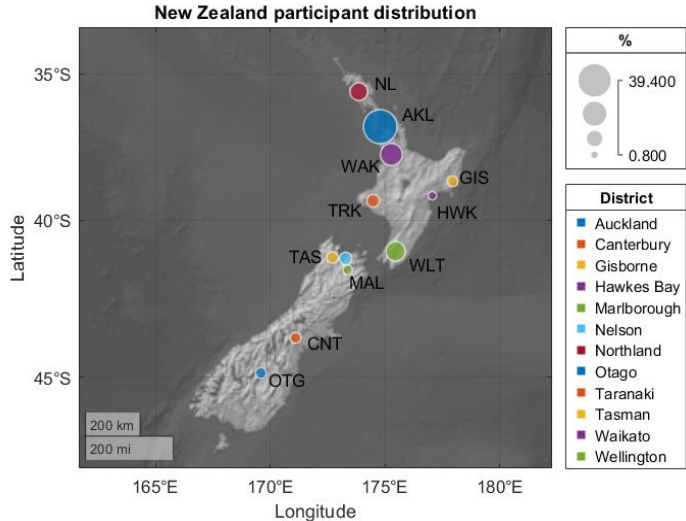 New Zealand participant distribution
35°S
40°S
45°S
Latitude
165°E
170°E
175°E
180°E
Longitude
NL
AKL
WAK
GIS
TRK
HWK
TAS
WLT
MAL
CNT
OTG
200 km
200 mi
%
39.400
0.800
District
Auckland
Canterbury
Gisborne
Hawkes Bay
Marlborough
Nelson
Northland
Otago
Taranaki
Tasman
Waikato
Wellington